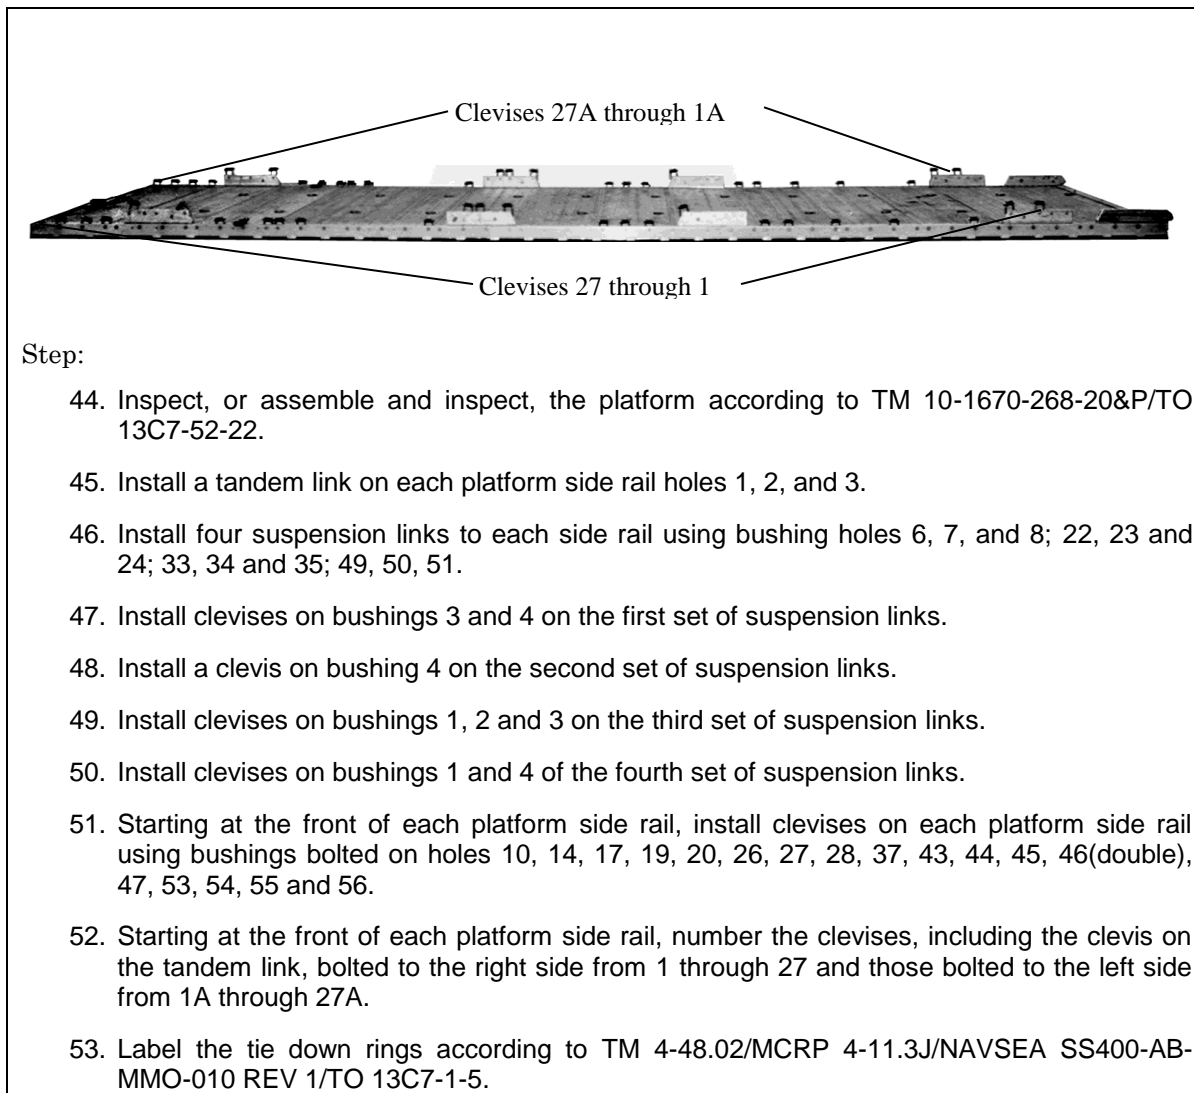 Clevises 27A through 1A
Clevises 27 through 1
Step:
44. Inspect, or assemble and inspect, the platform according to TM 10-1670-268-20&P/TO
13C7-52-22.
45. Install a tandem link on each platform side rail holes 1, 2, and 3.
46. Install four suspension links to each side rail using bushing holes 6, 7, and 8; 22, 23 and
24; 33, 34 and 35; 49, 50, 51.
47. Install clevises on bushings 3 and 4 on the first set of suspension links.
48. Install a clevis on bushing 4 on the second set of suspension links.
49. Install clevises on bushings 1, 2 and 3 on the third set of suspension links.
50. Install clevises on bushings 1 and 4 of the fourth set of suspension links.
51. Starting at the front of each platform side rail, install clevises on each platform side rail
using bushings bolted on holes 10, 14, 17, 19, 20, 26, 27, 28, 37, 43, 44, 45, 46(double),
47, 53, 54, 55 and 56.
52. Starting at the front of each platform side rail, number the clevises, including the clevis on
the tandem link, bolted to the right side from 1 through 27 and those bolted to the left side
from 1A through 27A.
53. Label the tie down rings according to TM 4-48.02/MCRP 4-11.3J/NAVSEA SS400-AB-
MMO-010 REV 1/TO 13C7-1-5.